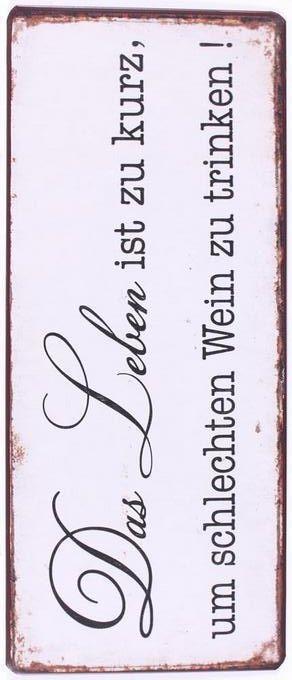 Das Leben ist zu kurz,
um schlechten Wein zu trinken !